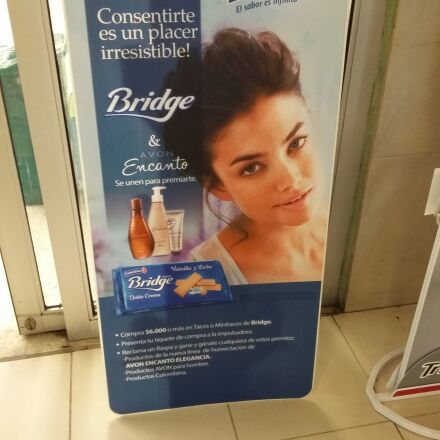 El sabor es infinito
Consentirte
es un placer
irresistible!
Bridge
&
AVON
Encanto
Se unen para premiarte.
Vainilla y Leche
Bridge
Doble Crema
• Compra $6.000 o más en Tacos o Minitacos de Bridge.
• Presenta tu tiquete de compra a la impulsadora.
• Reclama un Raspa y gane y gánate cualquiera de estos premios:
-Productos de la nueva línea de humectación de
AVON ENCANTO ELEGANCIA.
-Productos AVON para hombre.
-Productos Colombina.